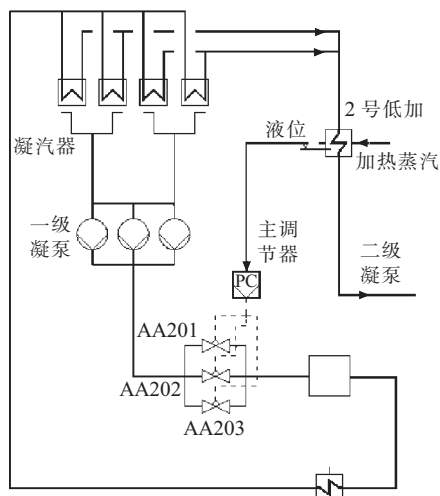 2 号低加
液位
凝汽器
加热蒸汽
一级
凝泵
主调
节器
二级
凝泵
PC
AA201
AA202
AA203